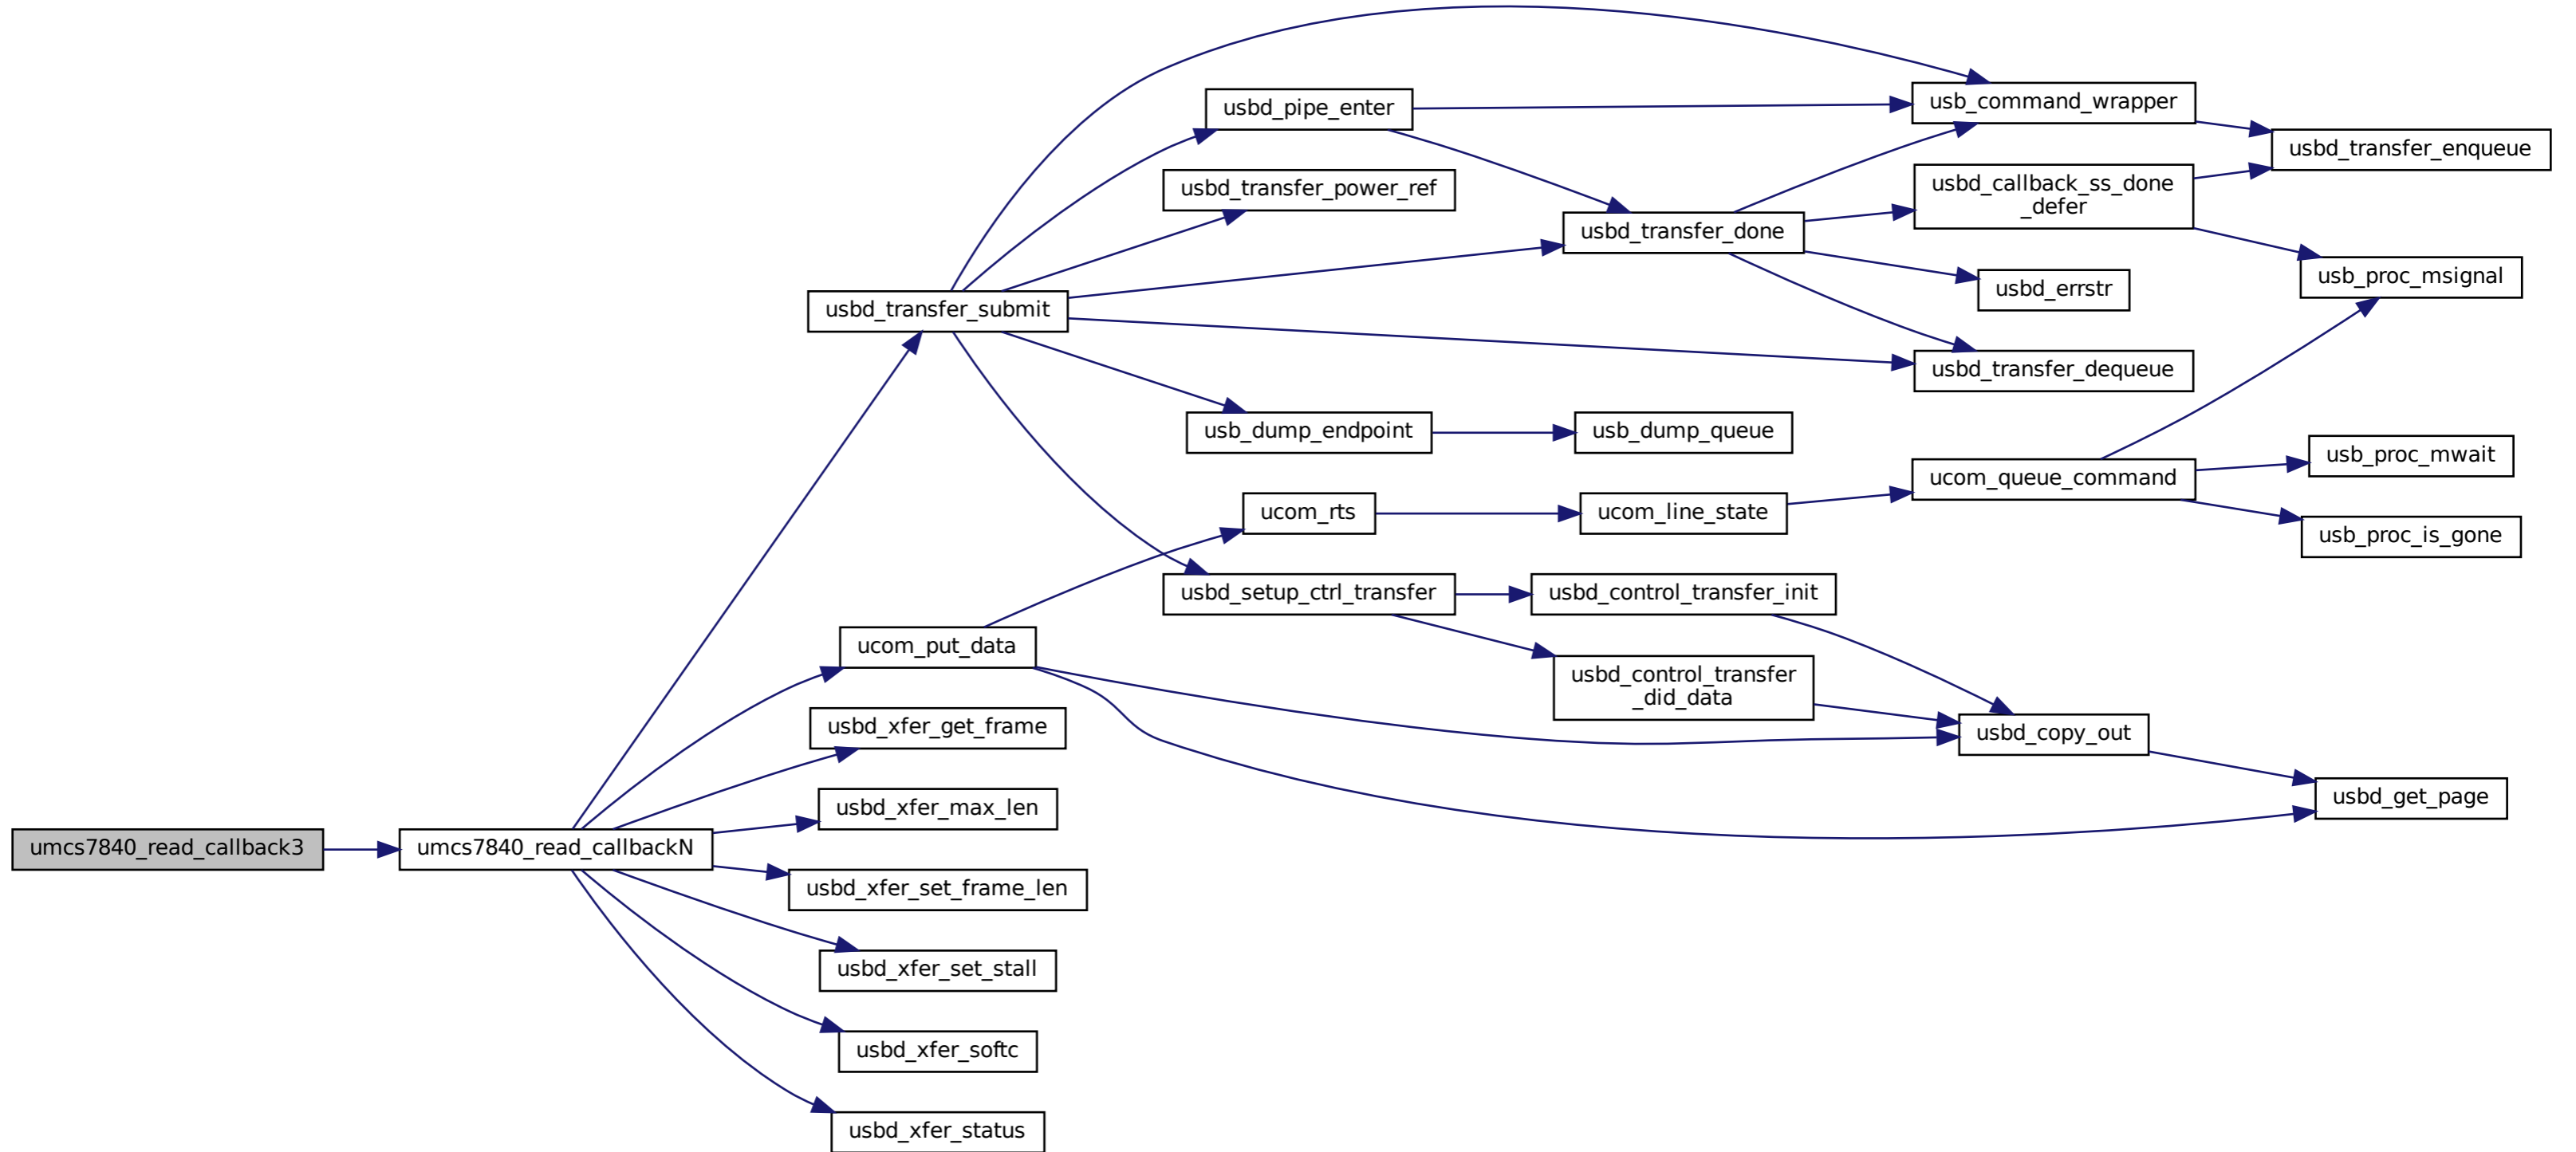 usb_command_wrapper
usbd_pipe_enter
usbd_transfer_enqueue
usbd_transfer_power_ref
usbd_callback_ss_done
_defer
usbd_transfer_done
usb_proc_msignal
usbd_errstr
usbd_transfer_submit
usbd_transfer_dequeue
usb_dump_endpoint
usb_dump_queue
usb_proc_mwait
ucom_queue_command
ucom_rts
ucom_line_state
usb_proc_is_gone
usbd_setup_ctrl_transfer
usbd_control_transfer_init
ucom_put_data
usbd_control_transfer
_did_data
usbd_xfer_get_frame
usbd_copy_out
usbd_get_page
usbd_xfer_max_len
umcs7840_read_callback3
umcs7840_read_callbackN
usbd_xfer_set_frame_len
usbd_xfer_set_stall
usbd_xfer_softc
usbd_xfer_status